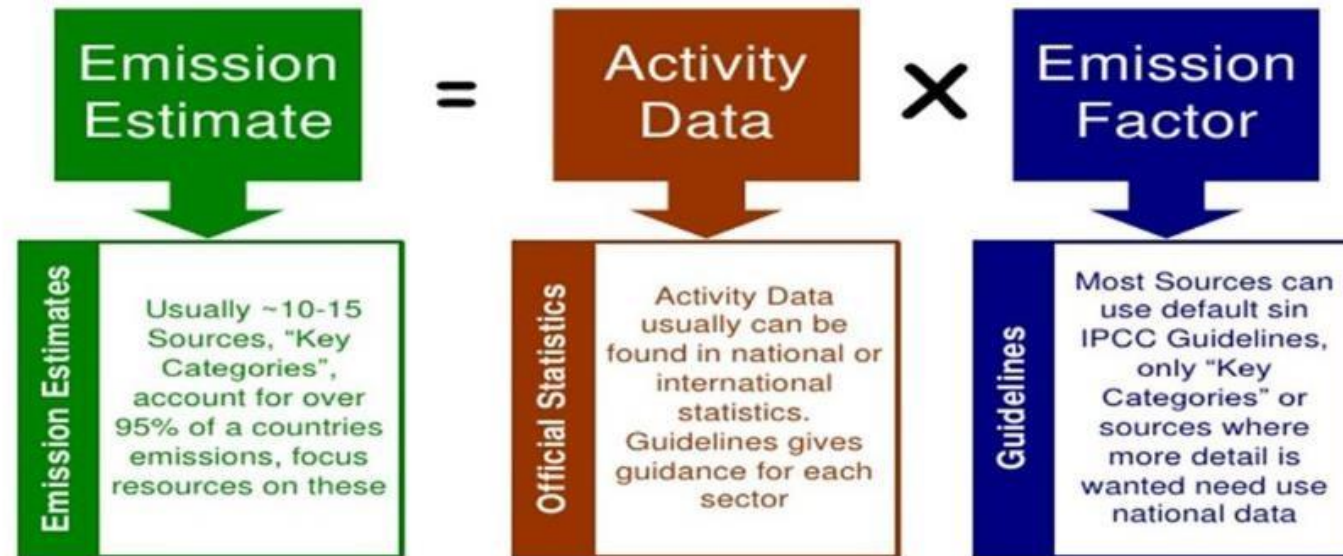 Emission
Estimate
=
Activity
Data
X
Emission
Factor
Emission Estimates
Usually ~10-15
Sources, “Key
Categories”,
account for over
95% of a countries
emissions, focus
resources on these
Official Statistics
Activity Data
usually can be
found in national or
international
statistics.
Guidelines gives
guidance for each
sector
Guidelines
Most Sources can
use default sin
IPCC Guidelines,
only “Key
Categories” or
sources where
more detail is
wanted need use
national data